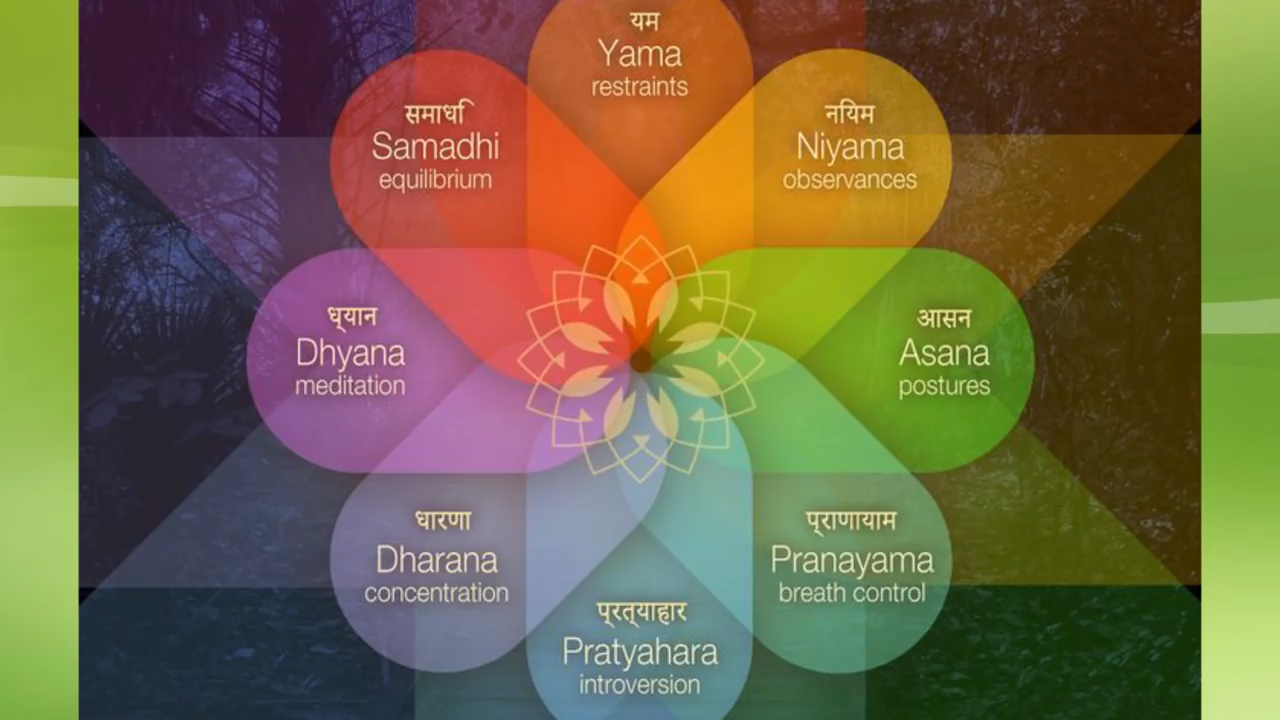 यम
Yama
restraints
नयिम
Niyama
observances
आसन
Asana
postures
प्राणायाम
Pranayama
breath control
प्रत्याहार
Pratyahara
introversion
धारणा
Dharana
concentration
ध्यान
Dhyana
meditation
समाधि
Samadhi
equilibrium